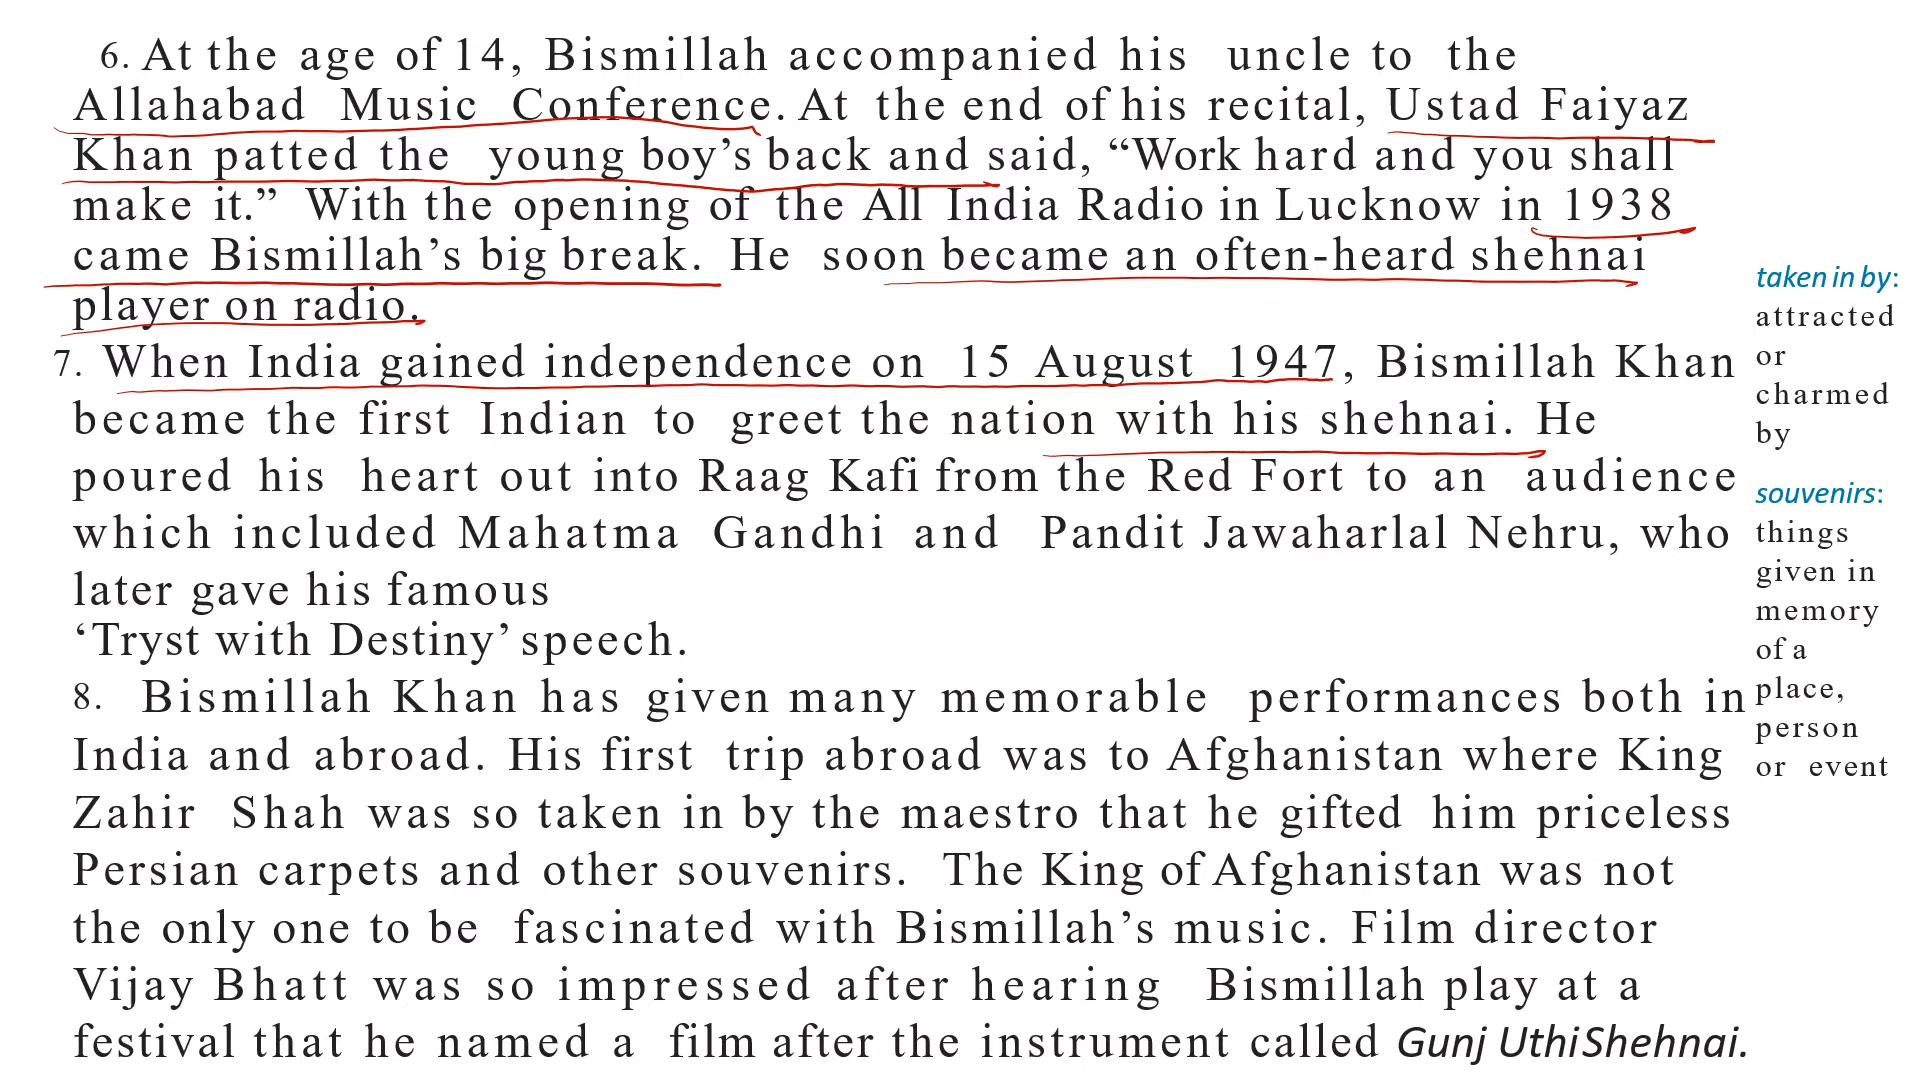 6. At the age of 14, Bismillah accompanied his uncle to the
Allahabad Music Conference. At the end of his recital, Ustad Faiyaz
Khan patted the young boy’s back and said, “Work hard and you shall
make it.” With the opening of the All India Radio in Lucknow in 1938
came Bismillah’s big break. He soon became an often-heard shehnai
player on radio.
7. When India gained independence on 15 August 1947, Bismillah Khan
became the first Indian to greet the nation with his shehnai. He
poured his heart out into Raag Kafi from the Red Fort to an audience
which included Mahatma Gandhi and Pandit Jawaharlal Nehru, who
later gave his famous
‘Tryst with Destiny’ speech.
8. Bismillah Khan has given many memorable performances both in
India and abroad. His first trip abroad was to Afghanistan where King
Zahir Shah was so taken in by the maestro that he gifted him priceless
Persian carpets and other souvenirs. The King of Afghanistan was not
the only one to be fascinated with Bismillah’s music. Film director
Vijay Bhatt was so impressed after hearing Bismillah play at a
festival that he named a film after the instrument called Gunj Uthi Shehnai.
taken in by:
attracted
or
charmed
by
souvenirs:
things
given in
memory
of a
place,
person
or event